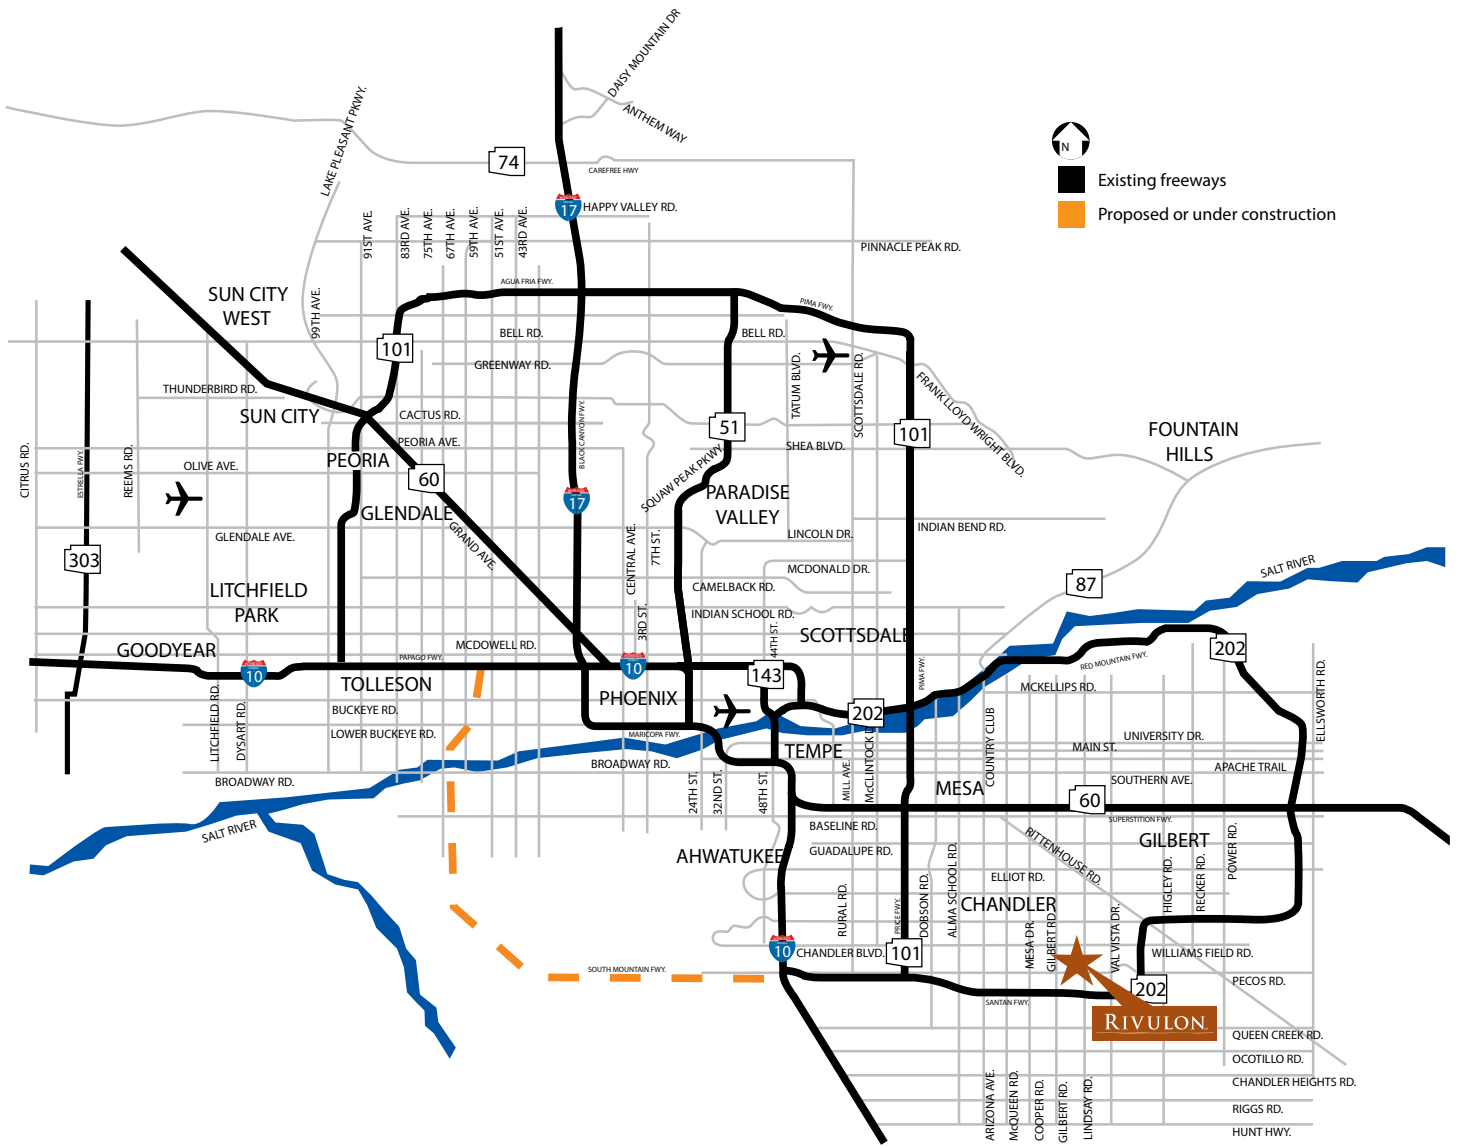 DAISY MOUNTAIN DR
ANTHEM WAY
LAKE PLEASANT PKWY.
74
CAREFREE HWY
N
Existing freeways
Proposed or under construction
17
HAPPY VALLEY RD.
91ST AVE.
83RD AVE.
75TH AVE.
67TH AVE.
59TH AVE.
51ST AVE.
43RD AVE.
PINNACLE PEAK RD.
AGUA FRIA FWY.
PIMA FWY.
SUN CITY
WEST
99TH AVE.
BELL RD.
BELL RD.
101
GREENWAY RD.
TATUM BLVD.
SCOTTSDALE RD.
FRANK LLOYD WRIGHT BLVD.
THUNDERBIRD RD.
SUN CITY
CACTUS RD.
BLACK CANYON FWY.
51
101
PEORIA AVE.
SHEA BLVD.
FOUNTAIN
HILLS
CITRUS RD.
ESTRELLA FWY.
REEMS RD.
OLIVE AVE.
PEORIA
60
SQUAW PEAK PKWY.
PARADISE
VALLEY
17
GLENDALE
GRAND AVE.
INDIAN BEND RD.
GLENDALE AVE.
CENTRAL AVE.
7TH ST.
LINCOLN DR.
303
MCDONALD DR.
SALT RIVER
87
LITCHFIELD
PARK
CAMELBACK RD.
3RD ST.
INDIAN SCHOOL RD.
44TH ST.
SCOTTSDALE
GOODYEAR
MCDOWELL RD.
PAPAGO FWY.
10
10
143
PIMA FWY.
RED MOUNTAIN FWY.
202
TOLLESON
PHOENIX
MCKELLIPS RD.
ELLSWORTH RD.
LITCHFIELD RD.
DYSART RD.
BUCKEYE RD.
202
LOWER BUCKEYE RD.
MARICOPA FWY.
COUNTRY CLUB
UNIVERSITY DR.
TEMPE
MAIN ST.
BROADWAY RD.
BROADWAY RD.
APACHE TRAIL
24TH ST.
32ND ST.
48TH ST.
MILL AVE.
McCLINTOCK D
MESA
SOUTHERN AVE.
60
SUPERSTITION FWY.
SALT RIVER
BASELINE RD.
RITTENHOUSE RD.
GILBERT
AHWATUKEE
GUADALUPE RD.
POWER RD.
ELLIOT RD.
HIGLEY RD.
RECKER RD.
RURAL RD.
PRICE FWY.
DOBSON RD.
ALMA SCHOOL RD.
CHANDLER
MESA DR.
GILBERT RD.
VAL VISTA DR.
10
CHANDLER BLVD.
101
WILLIAMS FIELD RD.
SOUTH MOUNTAIN FWY.
PECOS RD.
202
SANTAN FWY.
RIVULON
QUEEN CREEK RD.
OCOTILLO RD.
CHANDLER HEIGHTS RD.
ARIZONA AVE.
McQUEEN RD.
COOPER RD.
GILBERT RD.
LINDSAY RD.
RIGGS RD.
HUNT HWY.